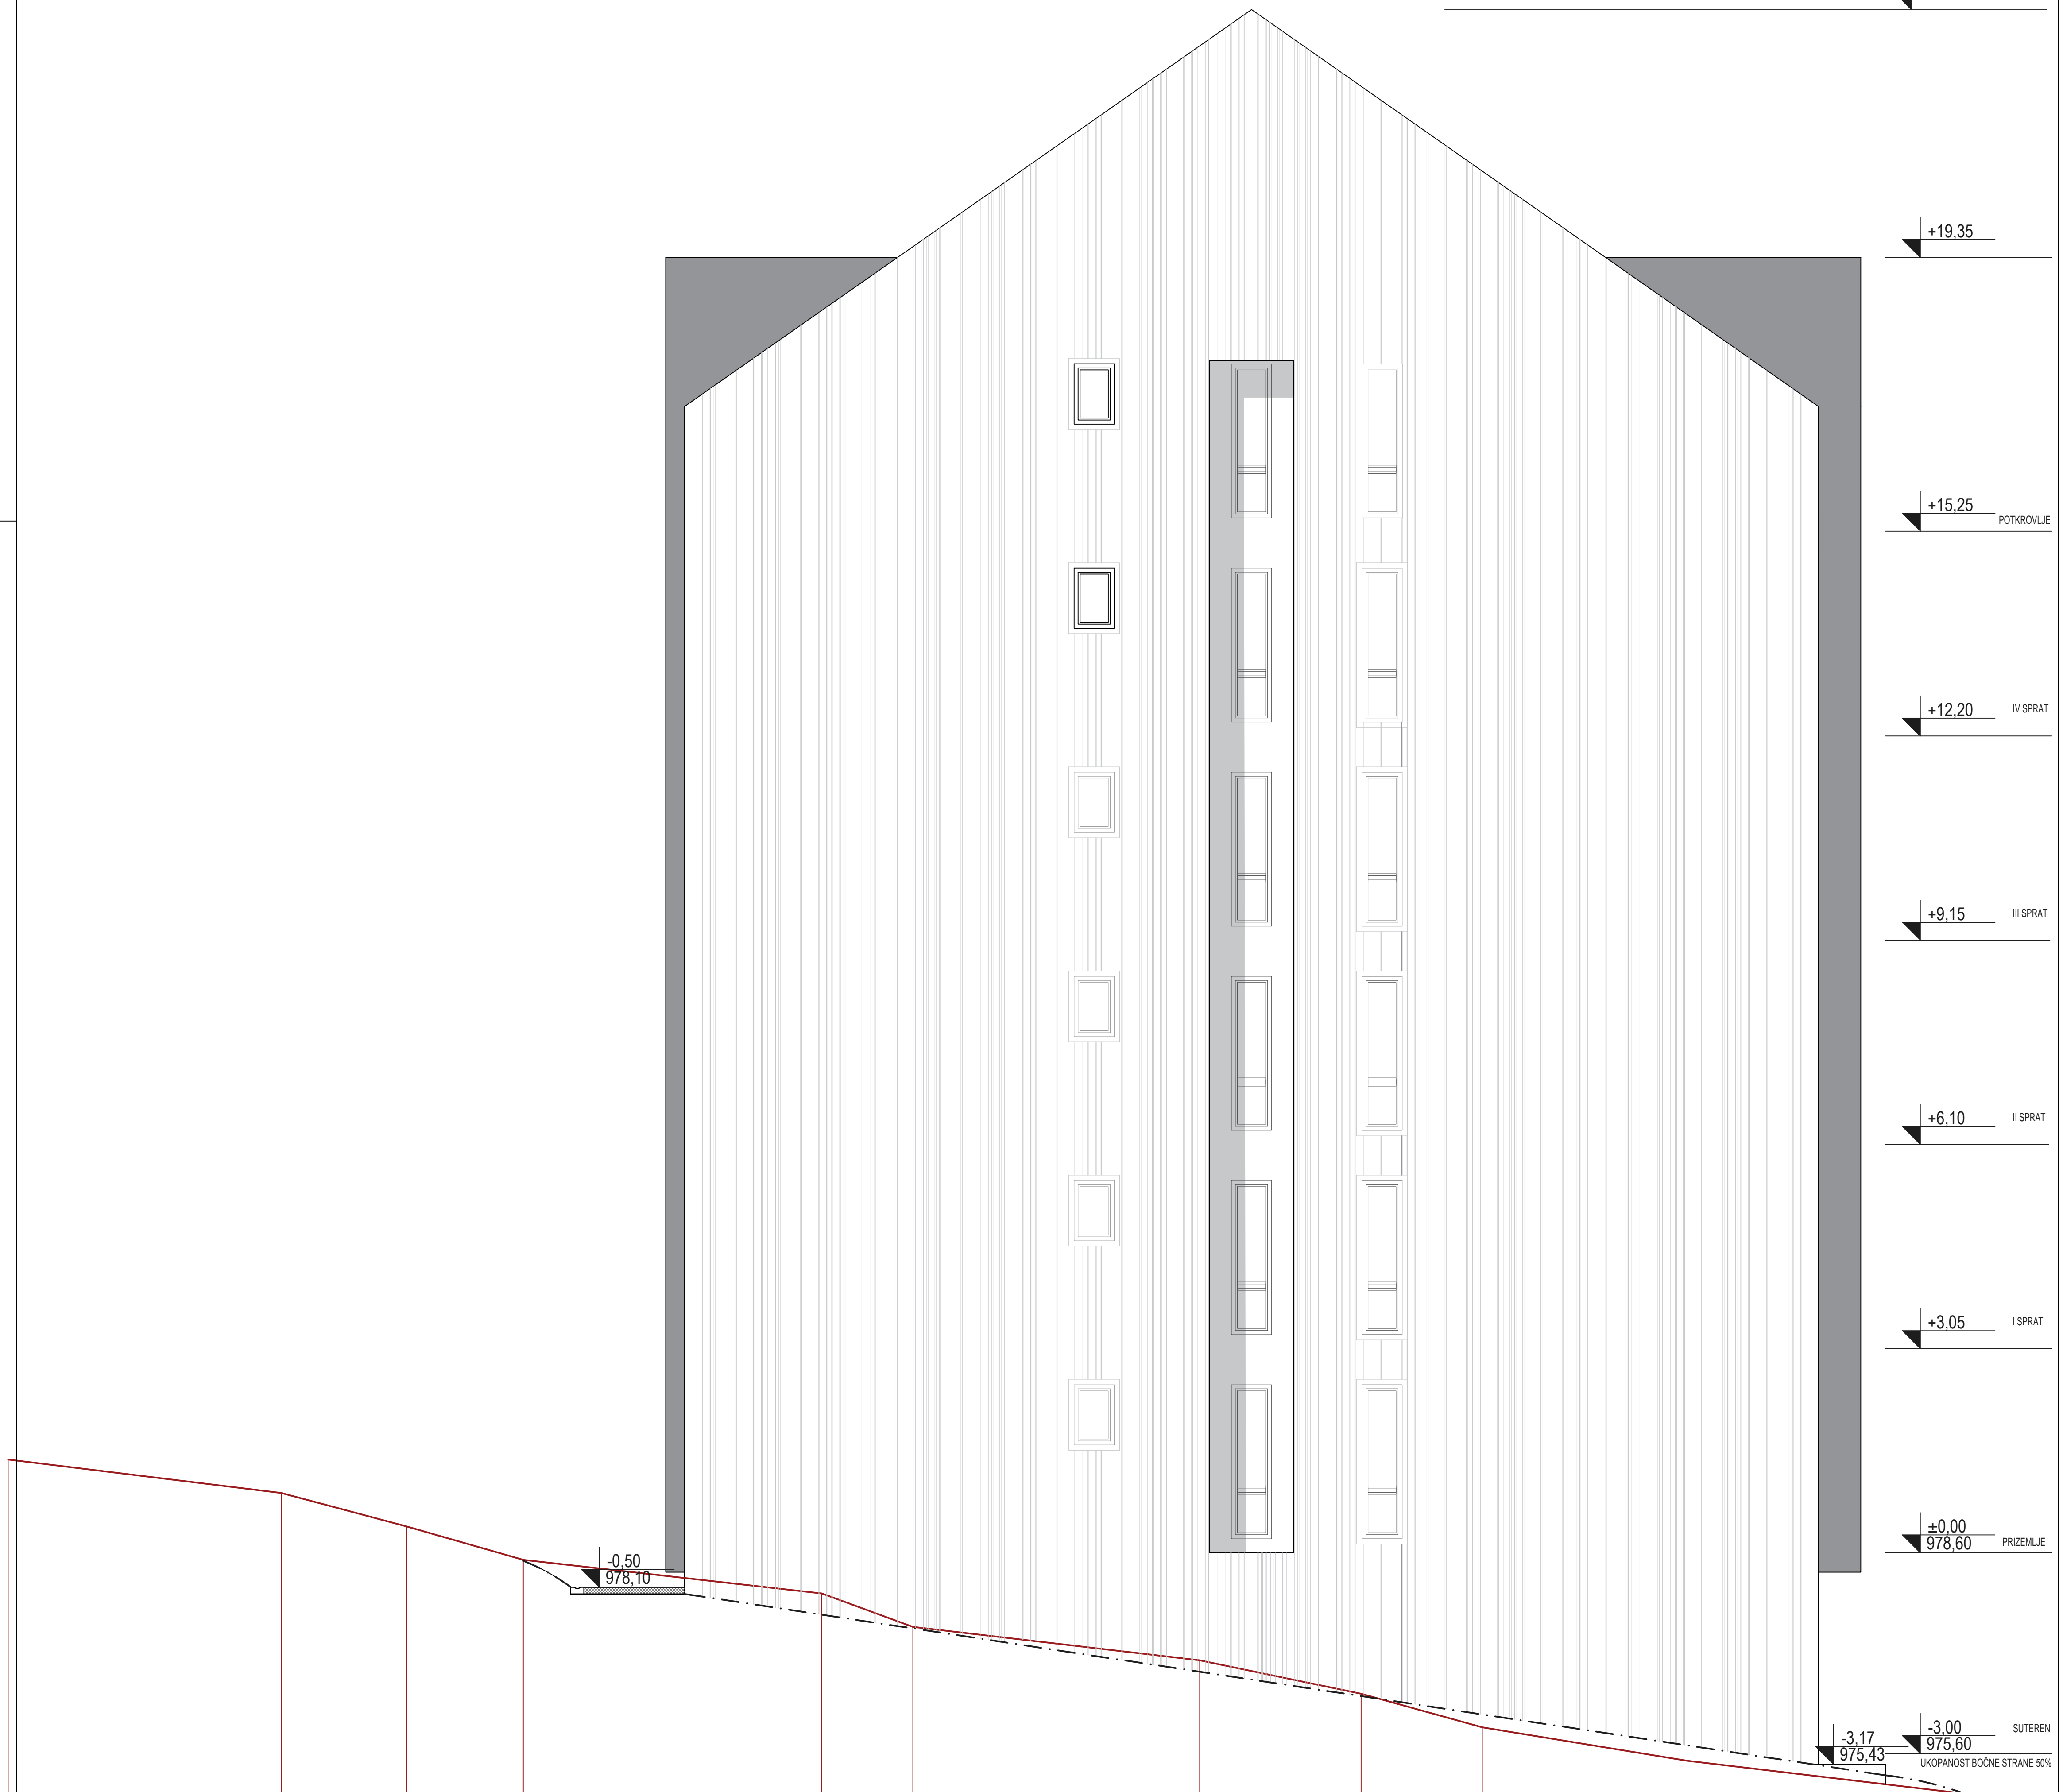 +19,35
+15,25
POTKROVLJE
+12,20 IV SPRAT
+9,15 III SPRAT
+6,10 II SPRAT
+3,05 I SPRAT
±0,00
978,60 PRIZEMLJE
-0,50
978,10
-3,00 SUTEREN
975,60
-3,17
975,43
UKOPANOST BOČNE STRANE 50%